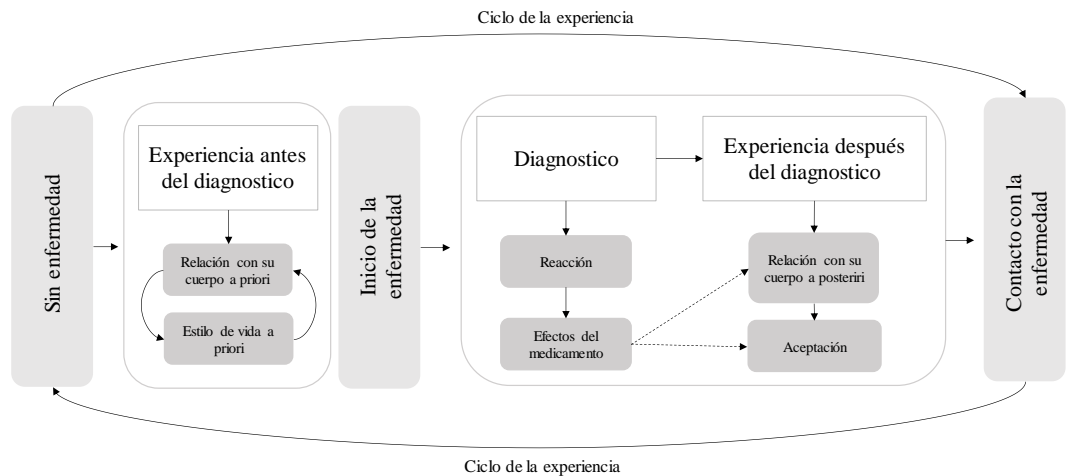 Ciclo de la experiencia
Sin enfermedad
Experiencia antes
del diagnostico
Relación con su
cuerpo a priori
Estilo de vida a
priori
Inicio de la
enfermedad
Diagnostico
Reacción
Efectos del
medicamento
Experiencia después
del diagnostico
Relación con su
cuerpo a posteriri
Aceptación
Contacto con la
enfermedad
Ciclo de la experiencia